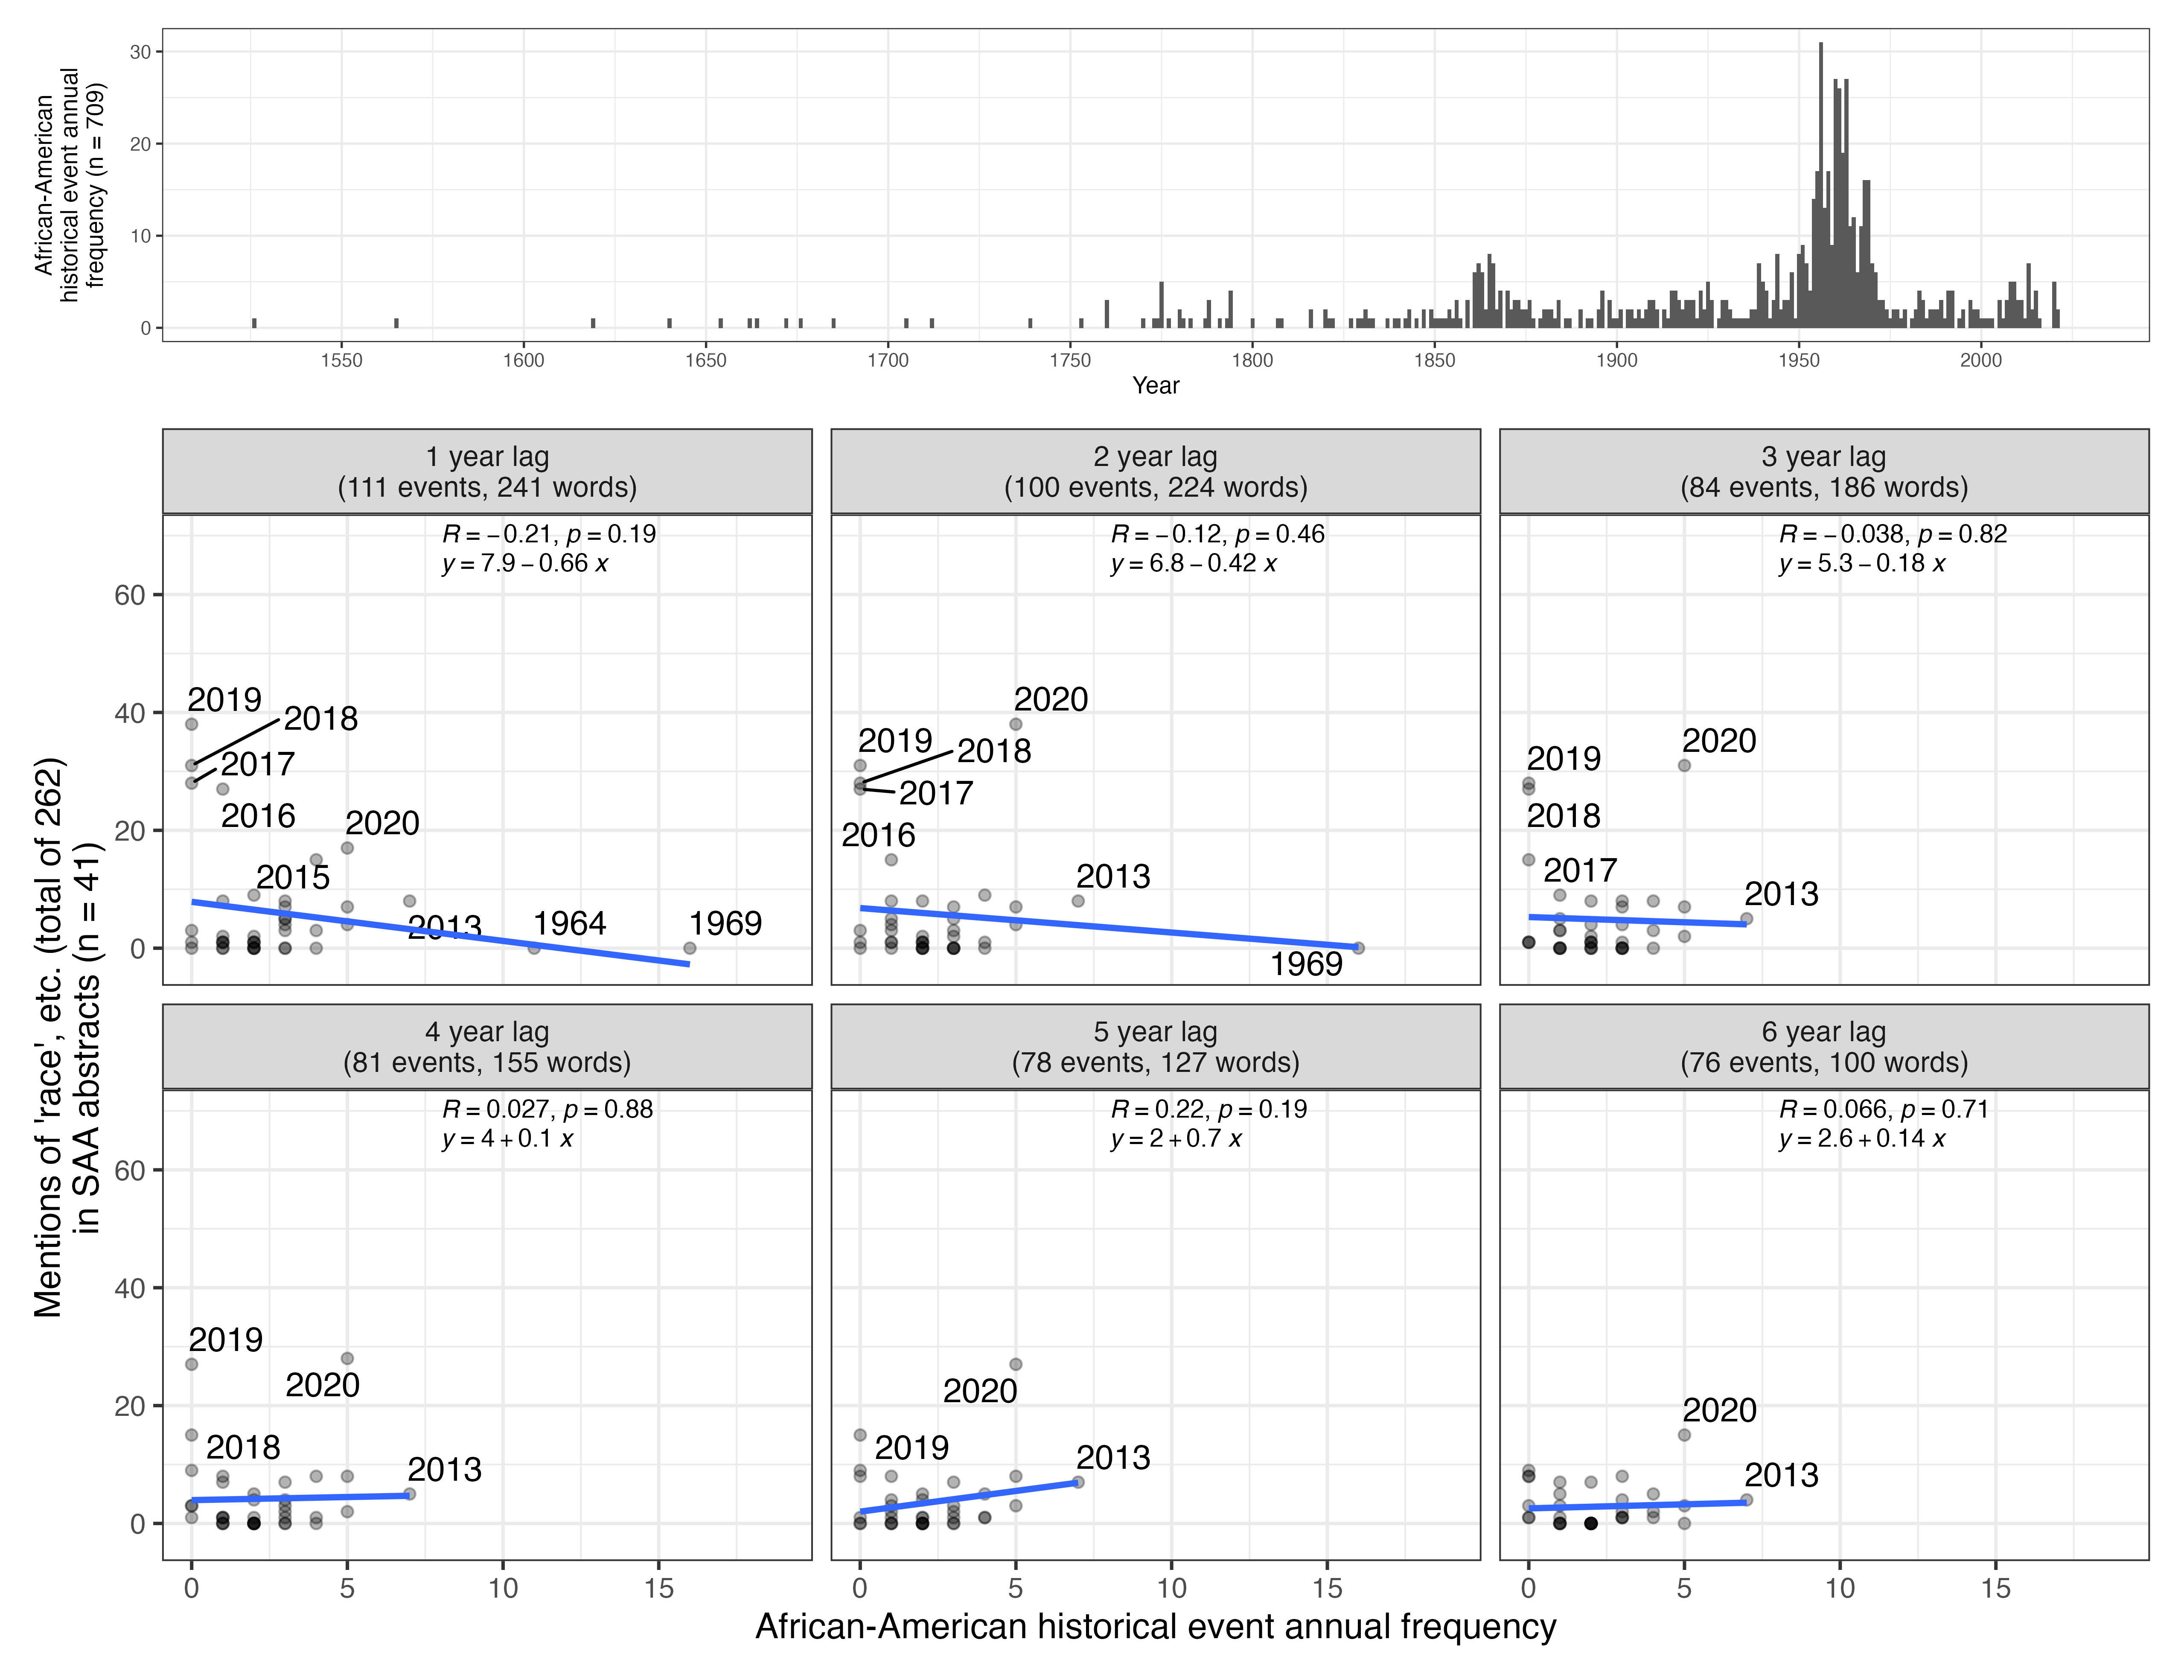 African-American
historical event annual
frequency (n = 709)
30
20
10
0
1550
1600
1650
1700
1750
1800
1850
1900
1950
2000
Year
Mentions of 'race', etc. (total of 262)
in SAA abstracts (n = 41)
1 year lag
(111 events, 241 words)
R = −0.21, p = 0.19
y = 7.9 − 0.66 x
60
40
20
0
2019
2018
2017
2016
2020
2015
2013
1964
1969
2 year lag
(100 events, 224 words)
R = −0.12, p = 0.46
y = 6.8 − 0.42 x
2020
2019
2018
2017
2016
2013
1969
3 year lag
(84 events, 186 words)
R = −0.038, p = 0.82
y = 5.3 − 0.18 x
2020
2019
2018
2017
2013
4 year lag
(81 events, 155 words)
R = 0.027, p = 0.88
y = 4 + 0.1 x
60
40
20
0
2019
2020
2018
2013
0
5
10
15
5 year lag
(78 events, 127 words)
R = 0.22, p = 0.19
y = 2 + 0.7 x
2020
2019
2013
0
5
10
15
6 year lag
(76 events, 100 words)
R = 0.066, p = 0.71
y = 2.6 + 0.14 x
2020
2013
0
5
10
15
African-American historical event annual frequency